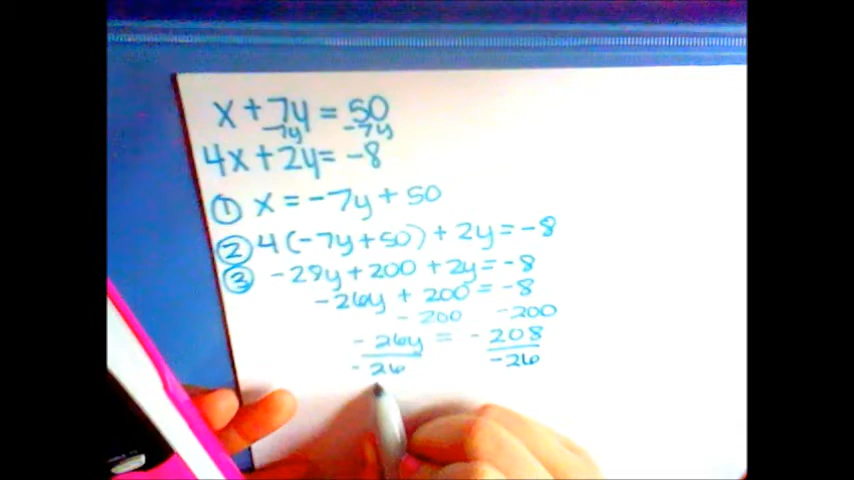 x + 7y = 50
-7y -7y
4x + 2y = -8
① x = -7y + 50
② 4(-7y+50) + 2y = -8
③ -28y + 200 + 2y = -8
-26y + 200 = -8
-200 -200
-26y = -208
-26 -26